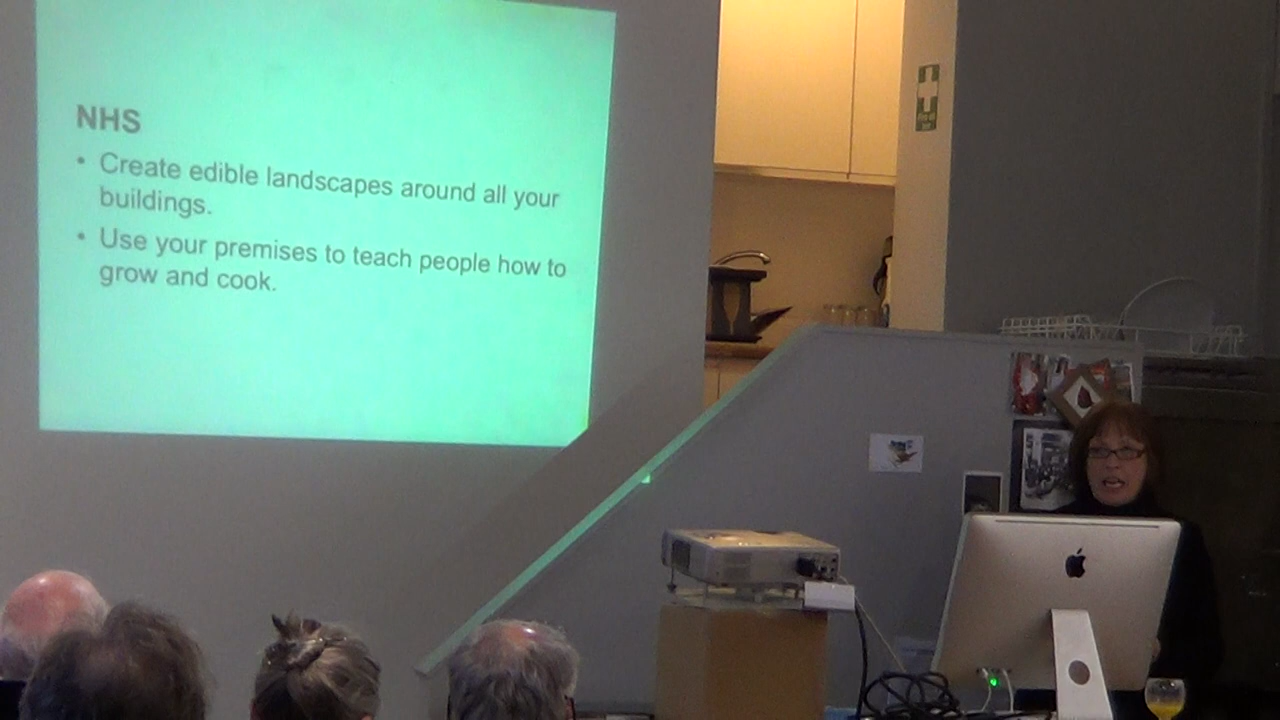 NHS
• Create edible landscapes around all your
buildings.
• Use your premises to teach people how to
grow and cook.